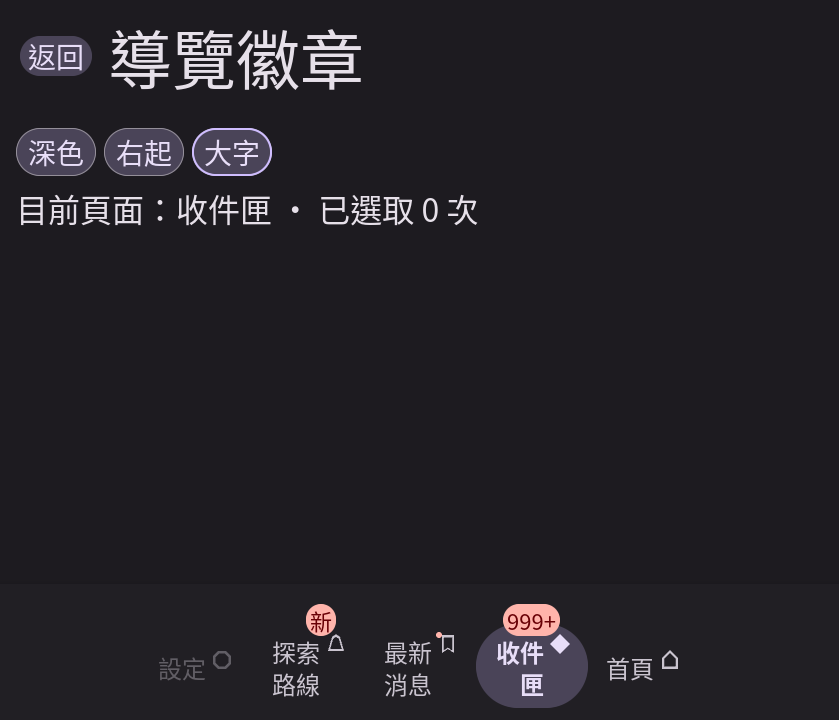 返回
導覽徽章
深色
右起
大字
目前頁面：收件匣 • 已選取 0 次
設定
新
探索
路線
最新
消息
999+
收件
匣
首頁